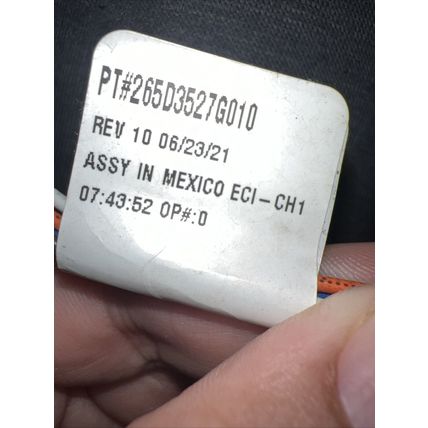 PT#265D3527G010
REV 10 06/23/21
ASSY IN MEXICO ECI-CH1
07:43:52 OP#:0